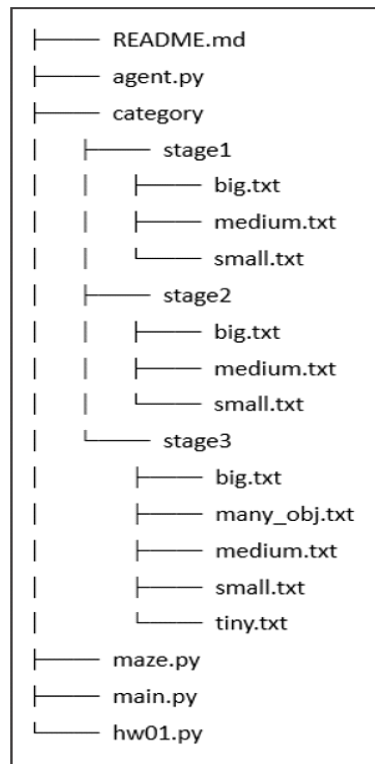 ├── README.md
├── agent.py
├── category
│   ├── stage1
│   │   ├── big.txt
│   │   ├── medium.txt
│   │   └── small.txt
│   ├── stage2
│   │   ├── big.txt
│   │   ├── medium.txt
│   │   └── small.txt
│   └── stage3
│       ├── big.txt
│       ├── many_obj.txt
│       ├── medium.txt
│       ├── small.txt
│       └── tiny.txt
├── maze.py
├── main.py
└── hw01.py